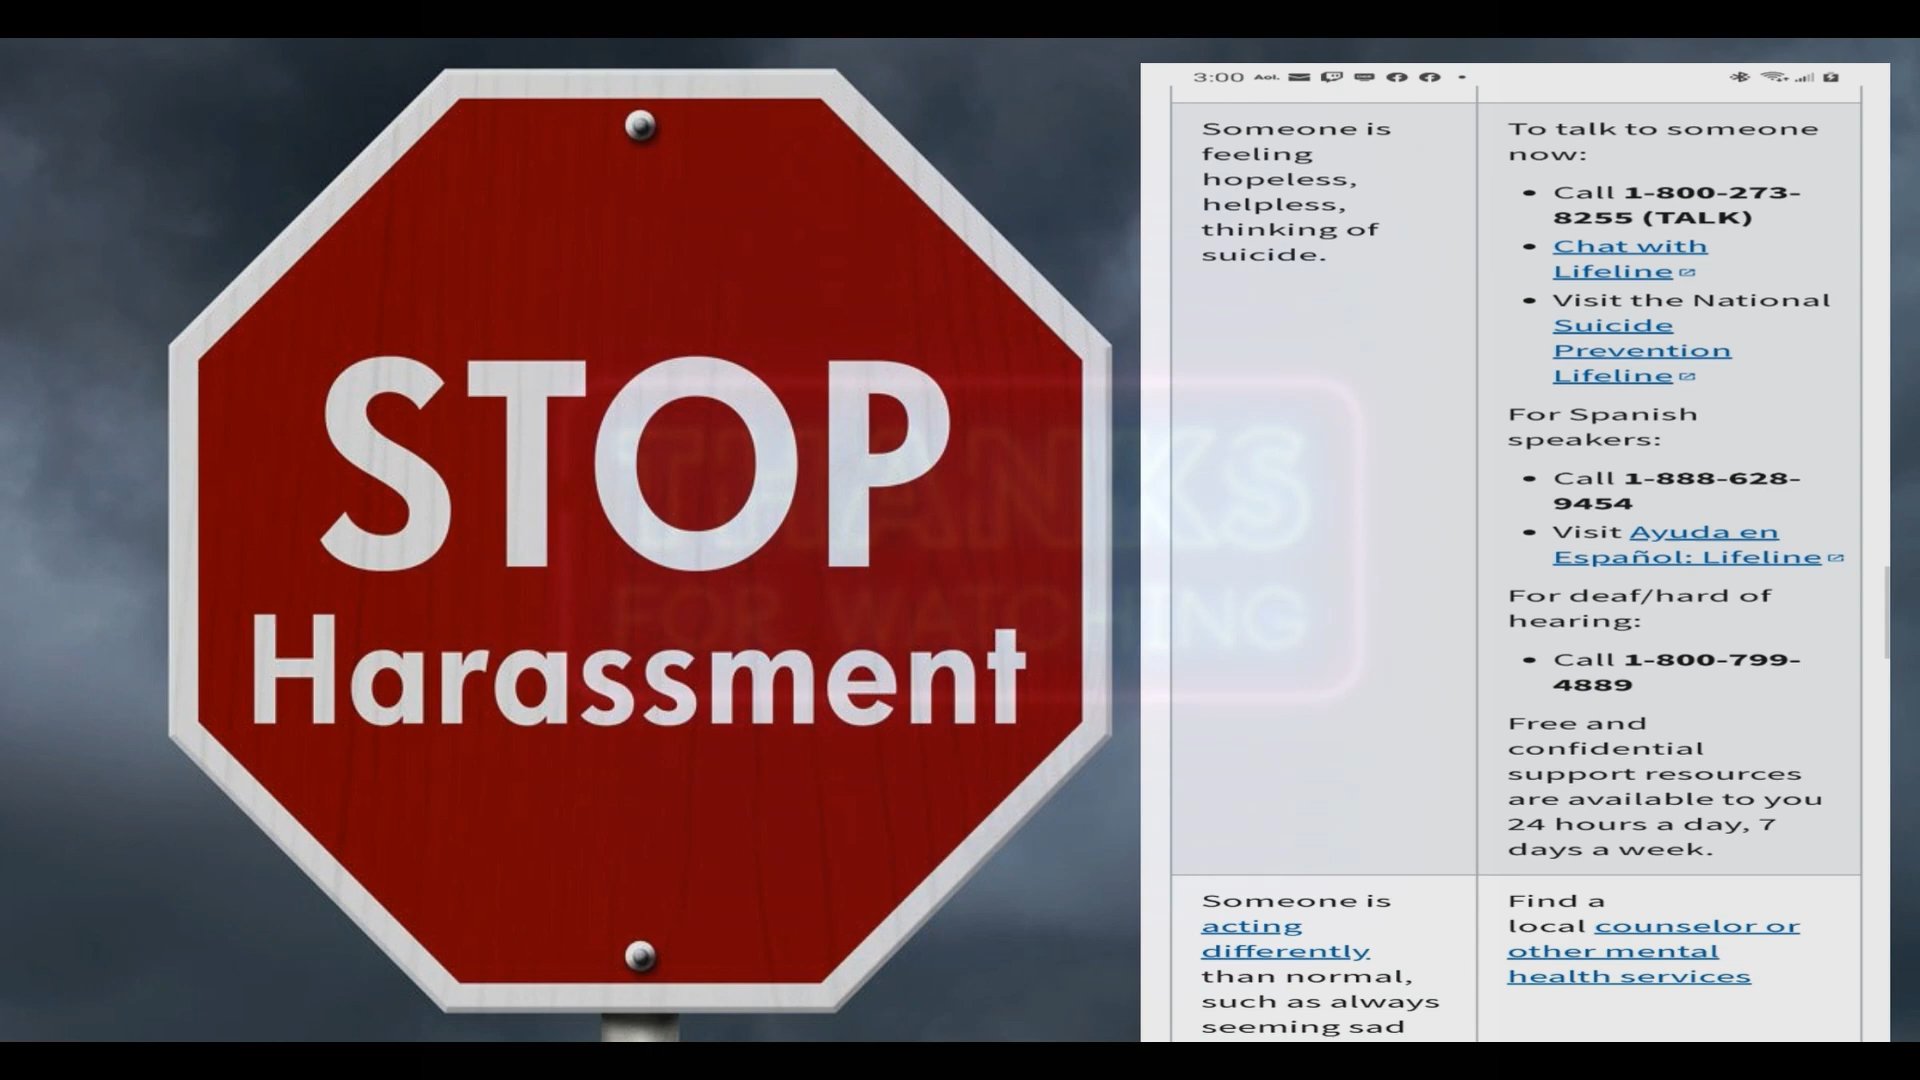 STOP
Harassment
THANKS
FOR WATCHING
3:00 Aol.
Someone is
feeling
hopeless,
helpless,
thinking of
suicide.
To talk to someone
now:
• Call 1-800-273-
8255 (TALK)
• Chat with
Lifeline
• Visit the National
Suicide
Prevention
Lifeline
For Spanish
speakers:
• Call 1-888-628-
9454
• Visit Ayuda en
Español: Lifeline
For deaf/hard of
hearing:
• Call 1-800-799-
4889
Free and
confidential
support resources
are available to you
24 hours a day, 7
days a week.
Someone is
acting
differently
than normal,
such as always
seeming sad
Find a
local counselor or
other mental
health services